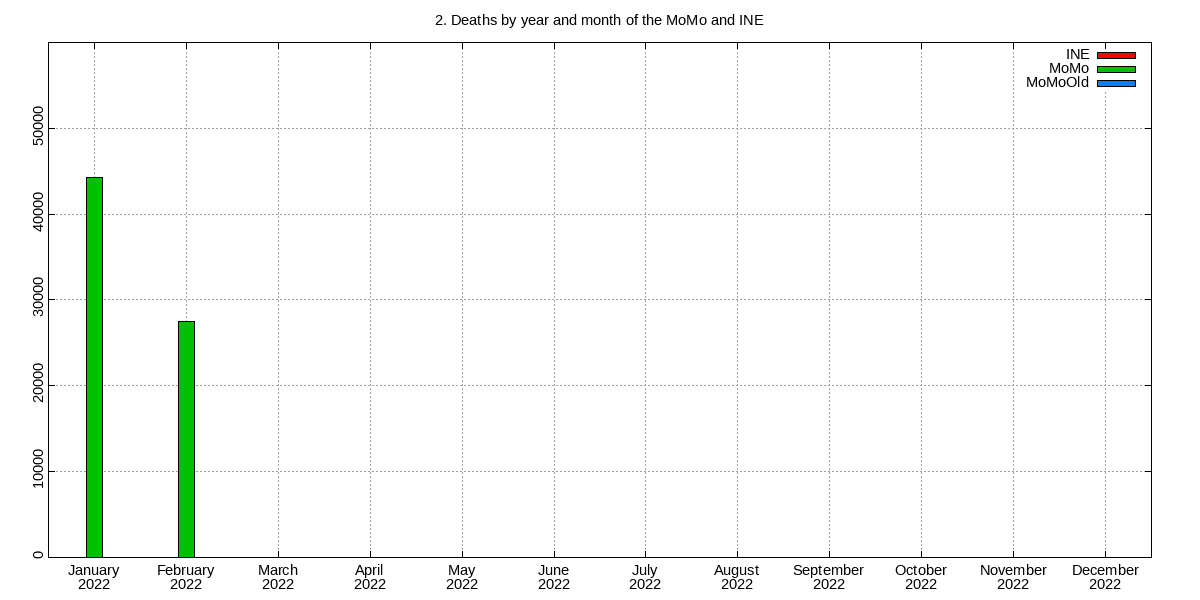 2. Deaths by year and month of the MoMo and INE
INE
MoMo
MoMoOld
50000
40000
30000
20000
10000
0
January February March April May June July August September October November December
2022 2022 2022 2022 2022 2022 2022 2022 2022 2022 2022 2022